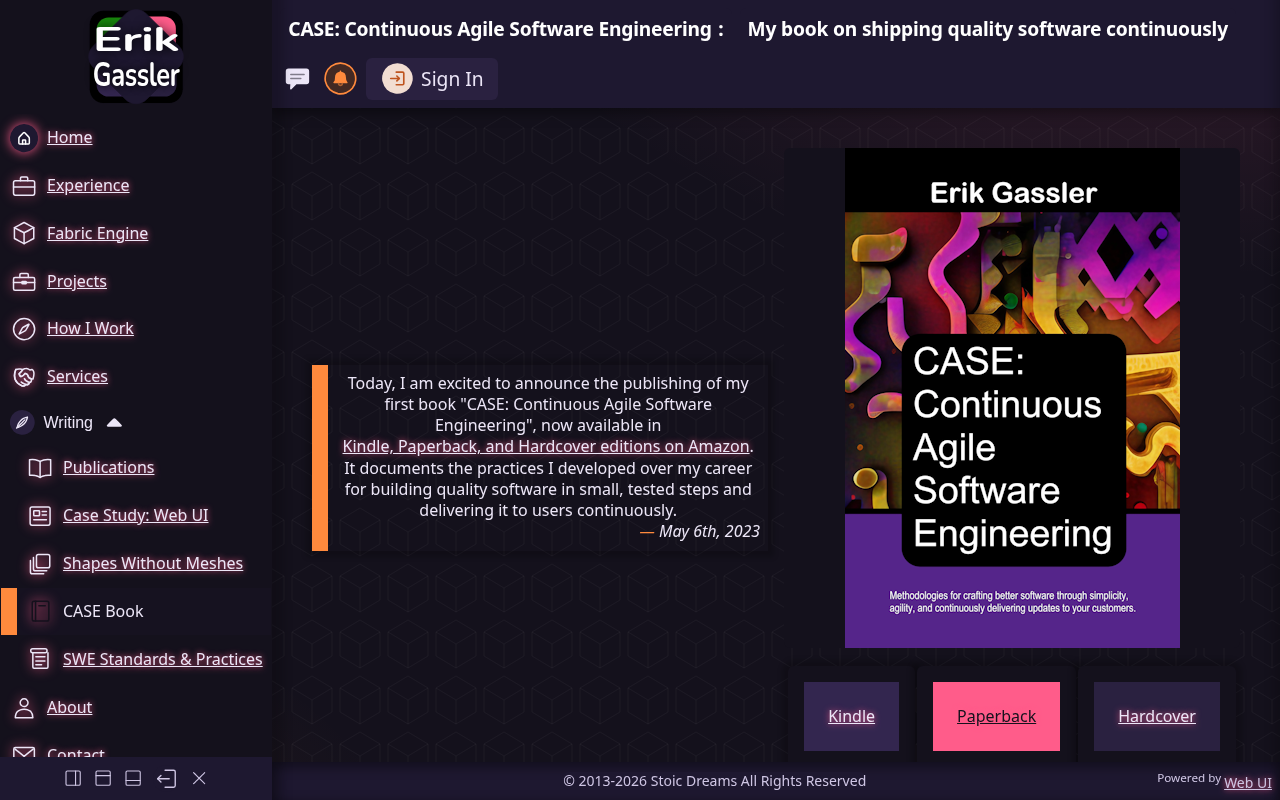 Erik
Gassler
CASE: Continuous Agile Software Engineering : My book on shipping quality software continuously
Sign In
Home
Experience
Fabric Engine
Projects
How I Work
Services
Writing
Publications
Case Study: Web UI
Shapes Without Meshes
CASE Book
SWE Standards & Practices
About
Contact
Today, I am excited to announce the publishing of my
first book "CASE: Continuous Agile Software
Engineering", now available in
Kindle, Paperback, and Hardcover editions on Amazon.
It documents the practices I developed over my career
for building quality software in small, tested steps and
delivering it to users continuously.
— May 6th, 2023
Erik Gassler
CASE:
Continuous
Agile
Software
Engineering
Methodologies for crafting better software through simplicity,
agility, and continuously delivering updates to your customers.
Kindle
Paperback
Hardcover
© 2013-2026 Stoic Dreams All Rights Reserved
Powered by Web UI